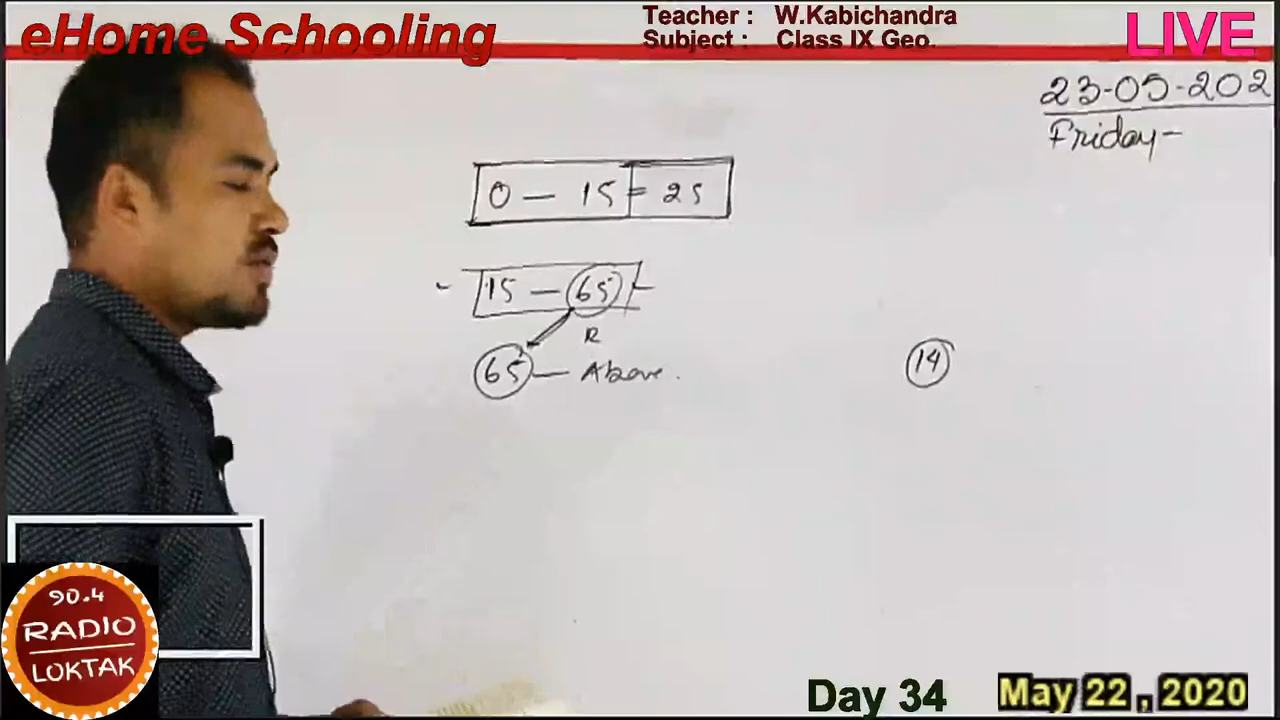 eHome Schooling
Teacher : W.Kabichandra
Subject : Class IX Geo.
LIVE
23-05-202
Friday-
0 — 15 = 25
15 — 65
R
65 — Above.
14
90.4
RADIO
LOKTAK
Day 34
May 22 , 2020